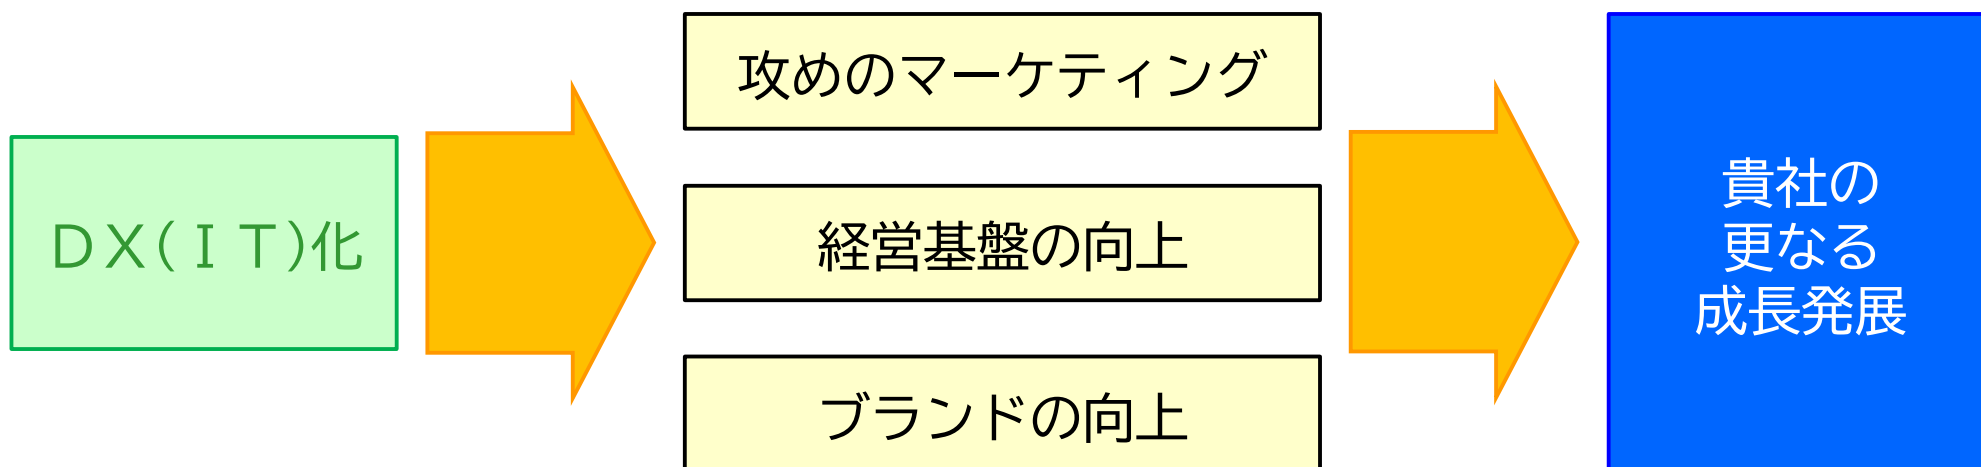 ＤＸ(ＩＴ)化
攻めのマーケティング
経営基盤の向上
ブランドの向上
貴社の
更なる
成長発展